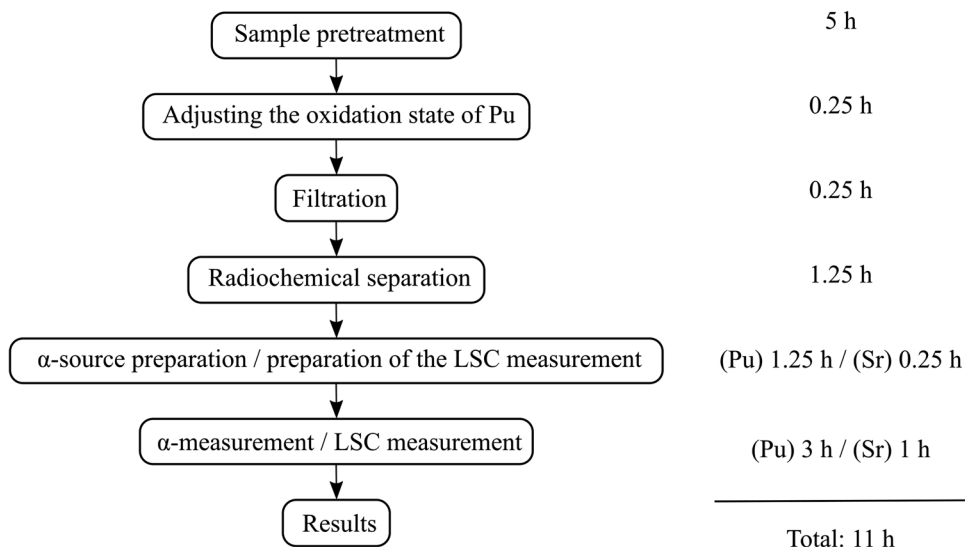 Sample pretreatment 5 h
Adjusting the oxidation state of Pu 0.25 h
Filtration 0.25 h
Radiochemical separation 1.25 h
α-source preparation / preparation of the LSC measurement (Pu) 1.25 h / (Sr) 0.25 h
α-measurement / LSC measurement (Pu) 3 h / (Sr) 1 h
Results
Total: 11 h